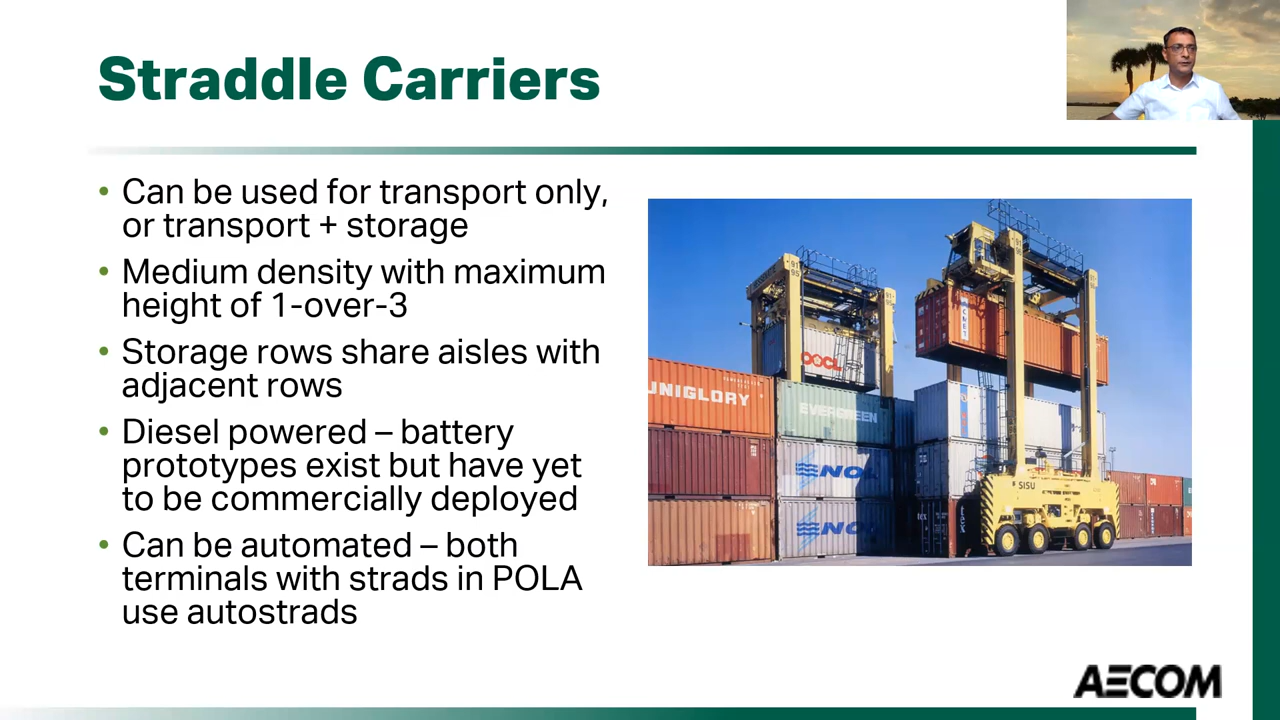 Straddle Carriers
• Can be used for transport only,
or transport + storage
• Medium density with maximum
height of 1-over-3
• Storage rows share aisles with
adjacent rows
• Diesel powered – battery
prototypes exist but have yet
to be commercially deployed
• Can be automated – both
terminals with strads in POLA
use autostrads
UNIGLORY
OOCL
EVERGREEN
NOL
NOL
SISU
tex
AECOM